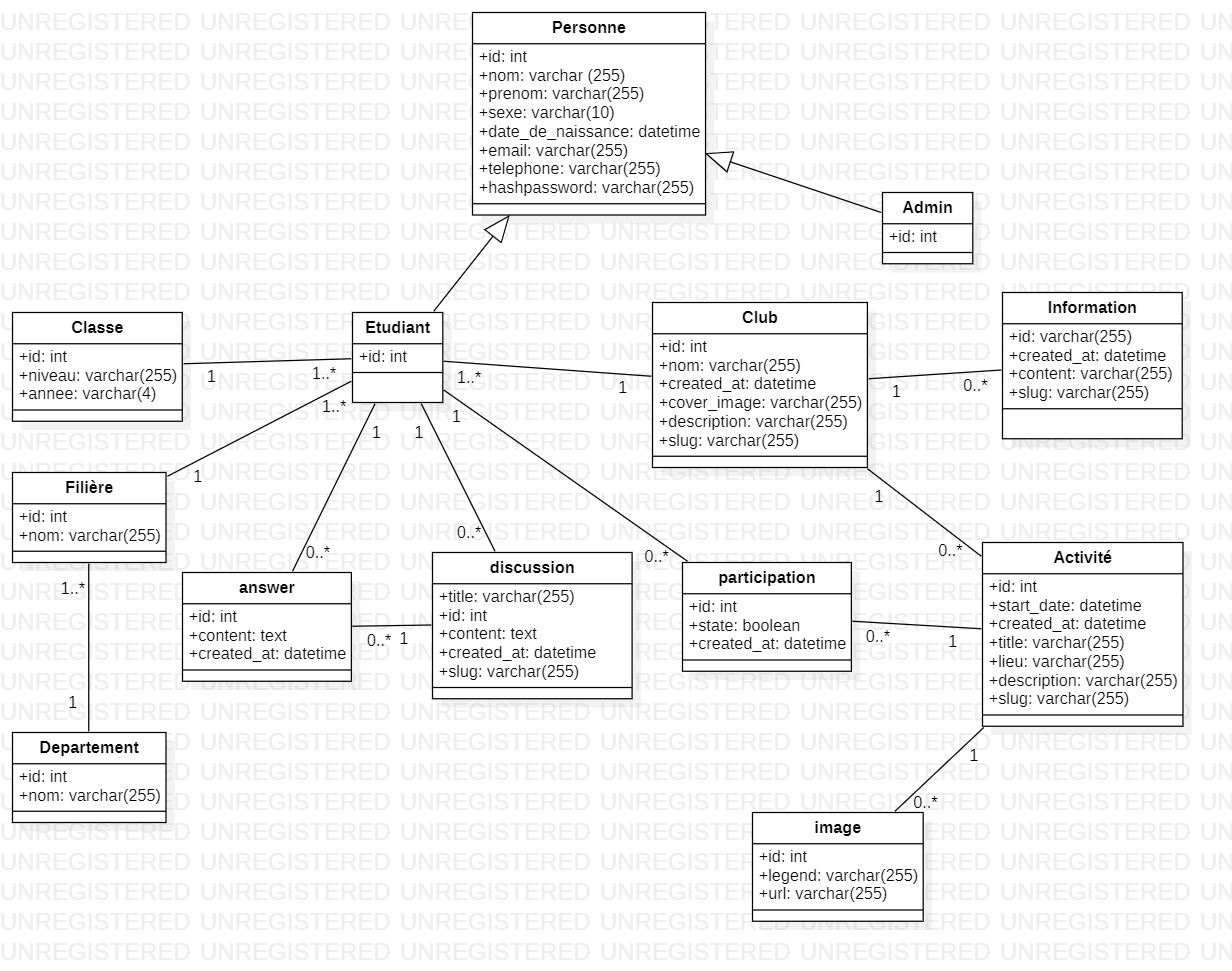 Personne
+id: int
+nom: varchar (255)
+prenom: varchar(255)
+sexe: varchar(10)
+date_de_naissance: datetime
+email: varchar(255)
+telephone: varchar(255)
+hashpassword: varchar(255)
Admin
+id: int
Classe
+id: int
+niveau: varchar(255)
+annee: varchar(4)
1
1..*
Etudiant
+id: int
1..*
1
Club
+id: int
+nom: varchar(255)
+created_at: datetime
+cover_image: varchar(255)
+description: varchar(255)
+slug: varchar(255)
1
0..*
Information
+id: varchar(255)
+created_at: datetime
+content: varchar(255)
+slug: varchar(255)
1..*
1
1
1
1
1
0..*
0..*
0..*
0..*
Filière
+id: int
+nom: varchar(255)
1..*
1
Departement
+id: int
+nom: varchar(255)
answer
+id: int
+content: text
+created_at: datetime
0..*
1
discussion
+title: varchar(255)
+id: int
+content: text
+created_at: datetime
+slug: varchar(255)
participation
+id: int
+state: boolean
+created_at: datetime
0..*
1
Activité
+id: int
+start_date: datetime
+created_at: datetime
+title: varchar(255)
+lieu: varchar(255)
+description: varchar(255)
+slug: varchar(255)
1
0..*
image
+id: int
+legend: varchar(255)
+url: varchar(255)
UNREGISTERED